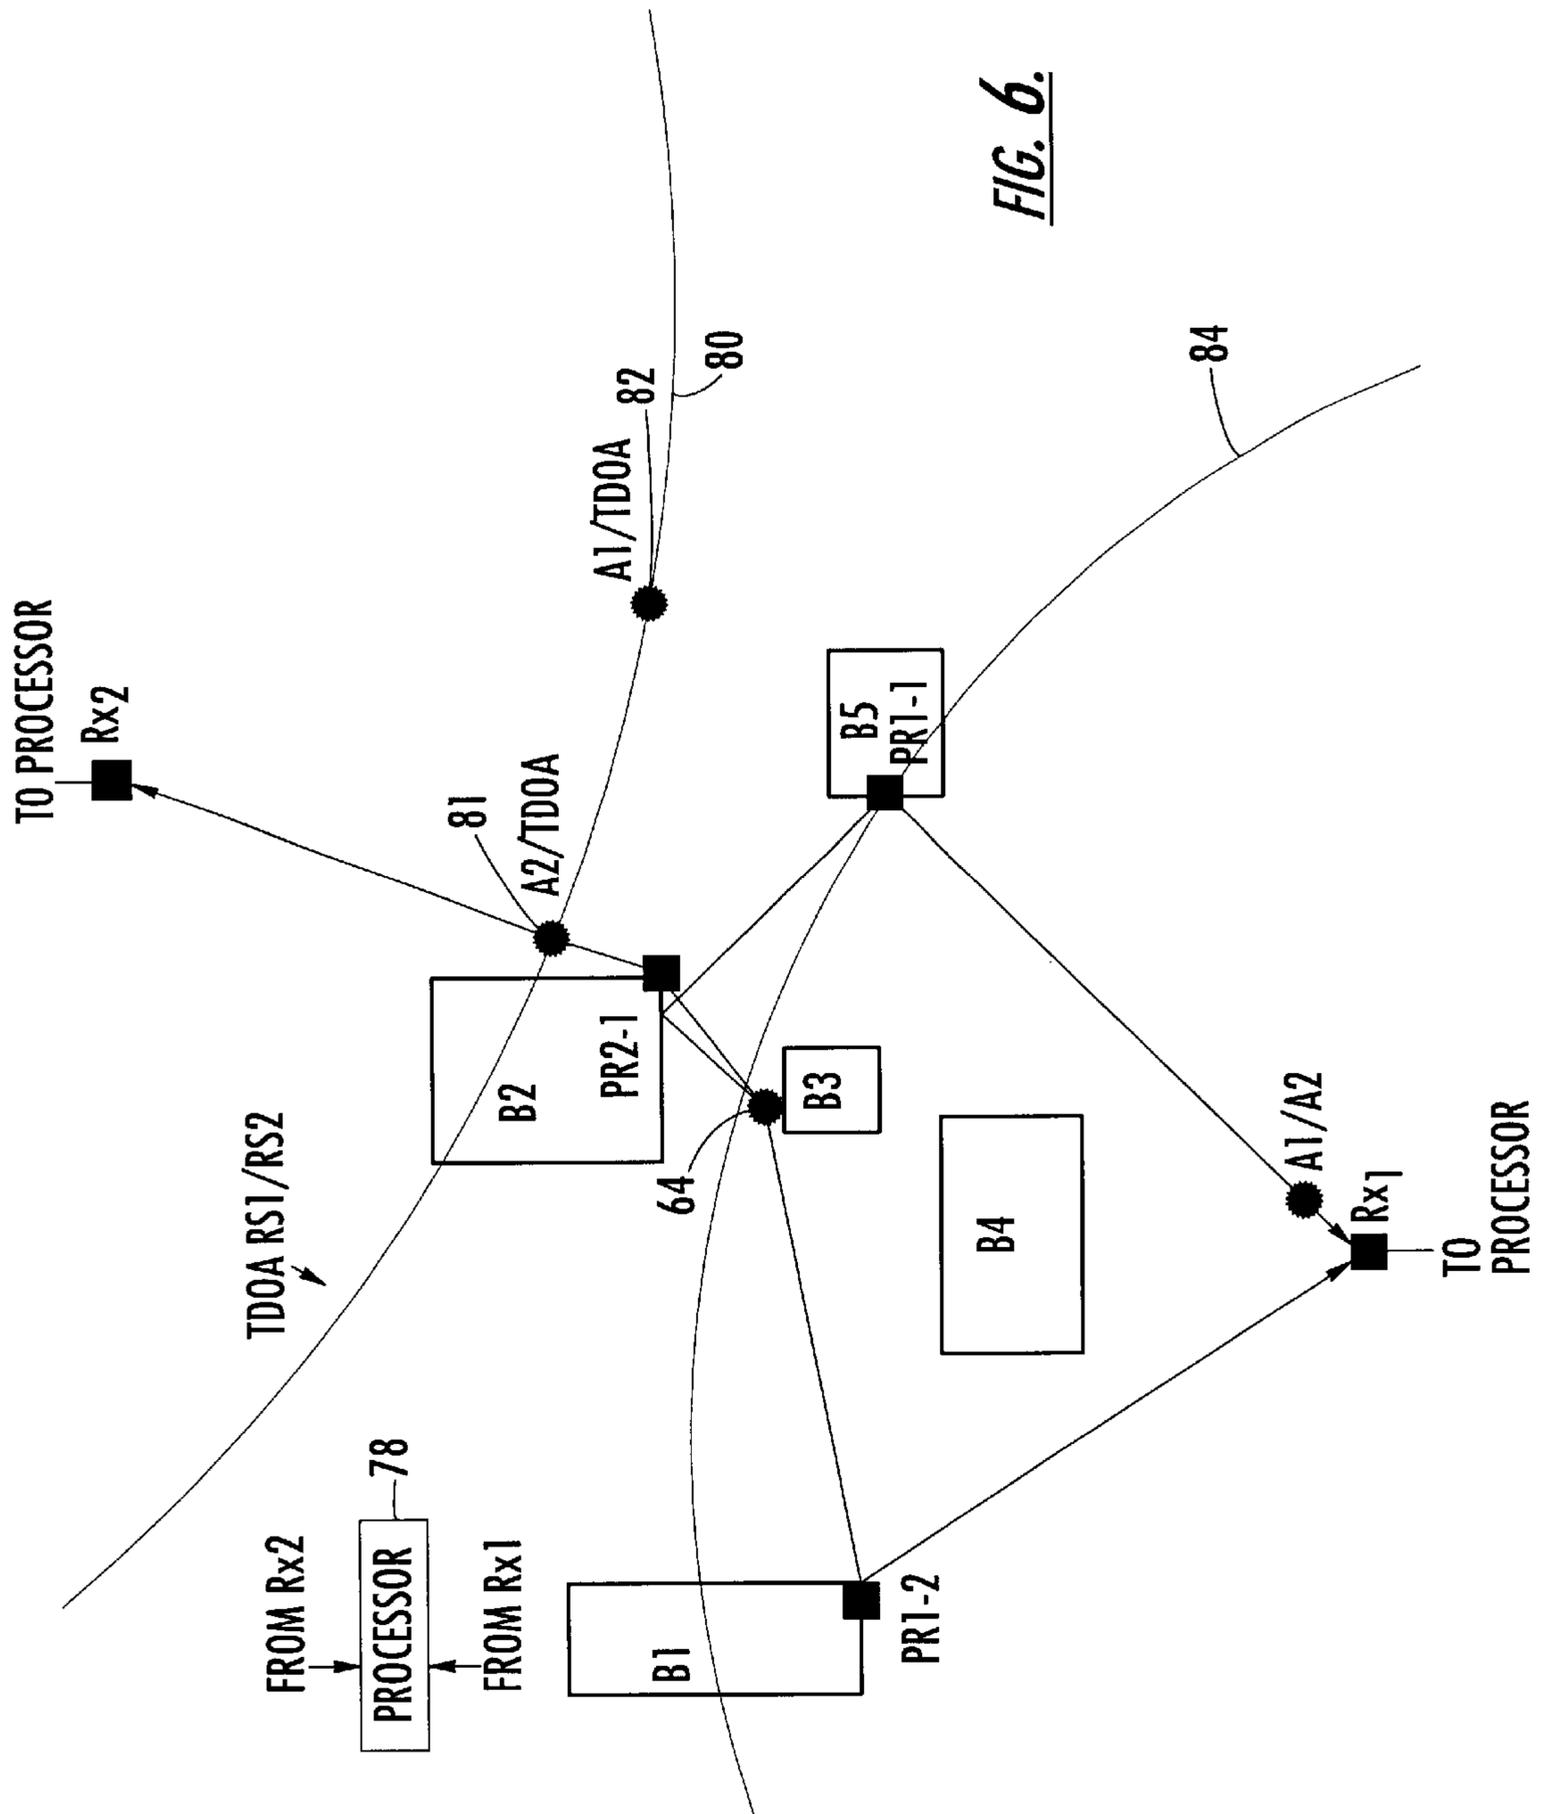 FROM Rx2
PROCESSOR
78
FROM Rx1
TDOA RS1/RS2
TO PROCESSOR
Rx2
81
A2/TDOA
A1/TDOA
82
80
B1
PR1-2
B2
PR2-1
64
B3
B4
B5
PR1-1
84
A1/A2
Rx1
TO
PROCESSOR
FIG. 6.